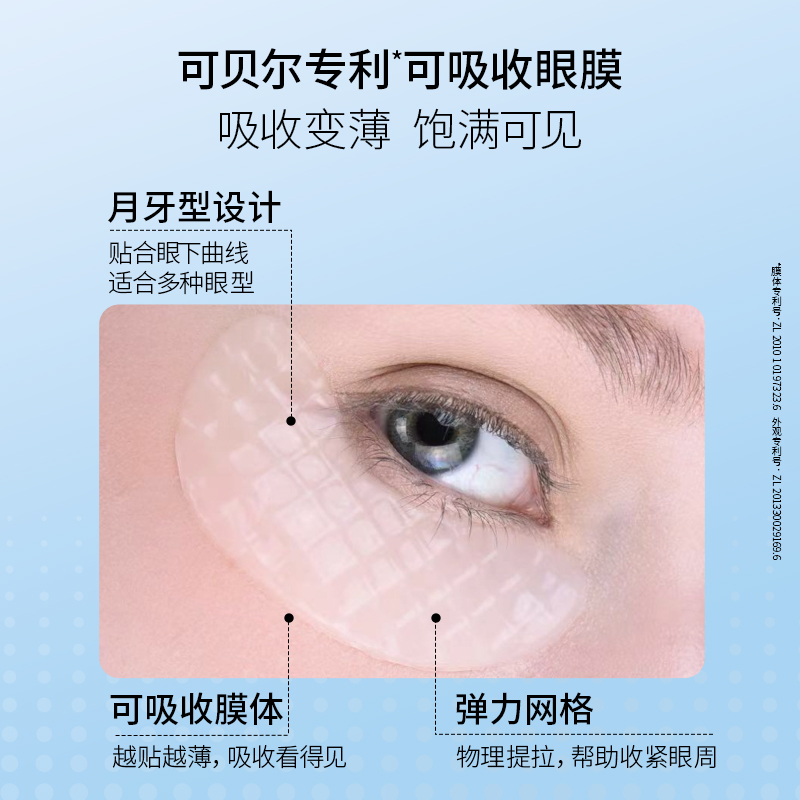 可贝尔专利*可吸收眼膜
吸收变薄 饱满可见
月牙型设计
贴合眼下曲线
适合多种眼型
*膜体专利号：ZL 2010 1 0197323.6 外观专利号：ZL 201330029169.6
可吸收膜体
越贴越薄，吸收看得见
弹力网格
物理提拉，帮助收紧眼周